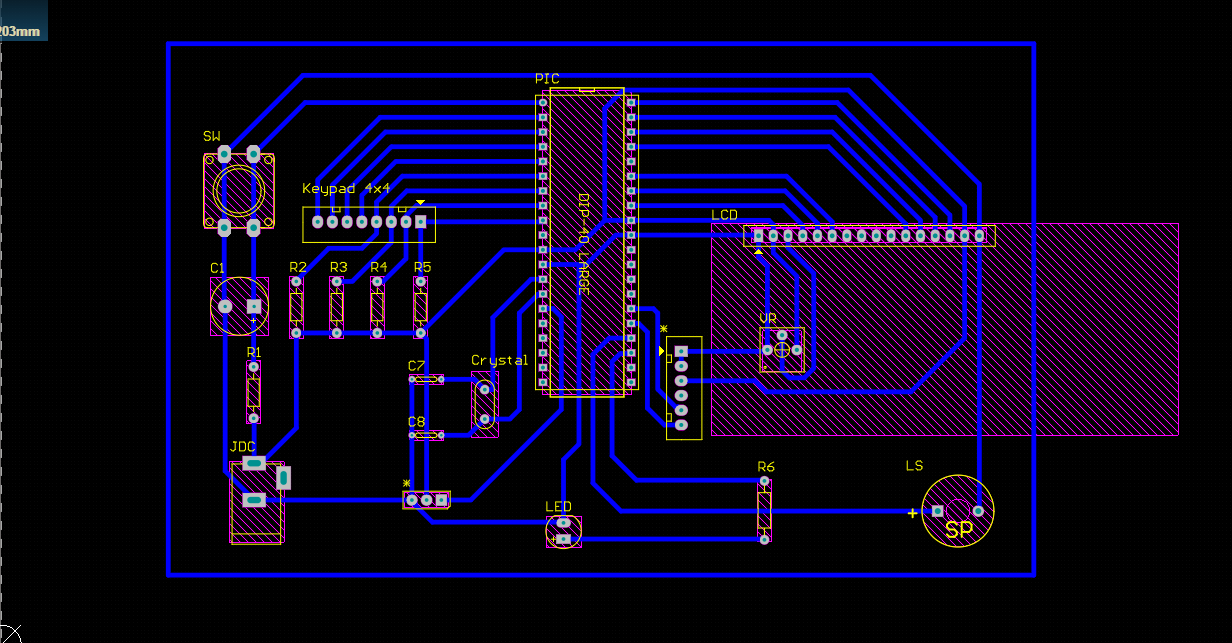 203mm
PIC
SW
Keypad 4x4
DIP-40 LARGE
LCD
C1
R2
R3
R4
R5
VR
*
R1
C7
Crystal
C8
JDC
*
+
LED
+
R6
LS
+
SP